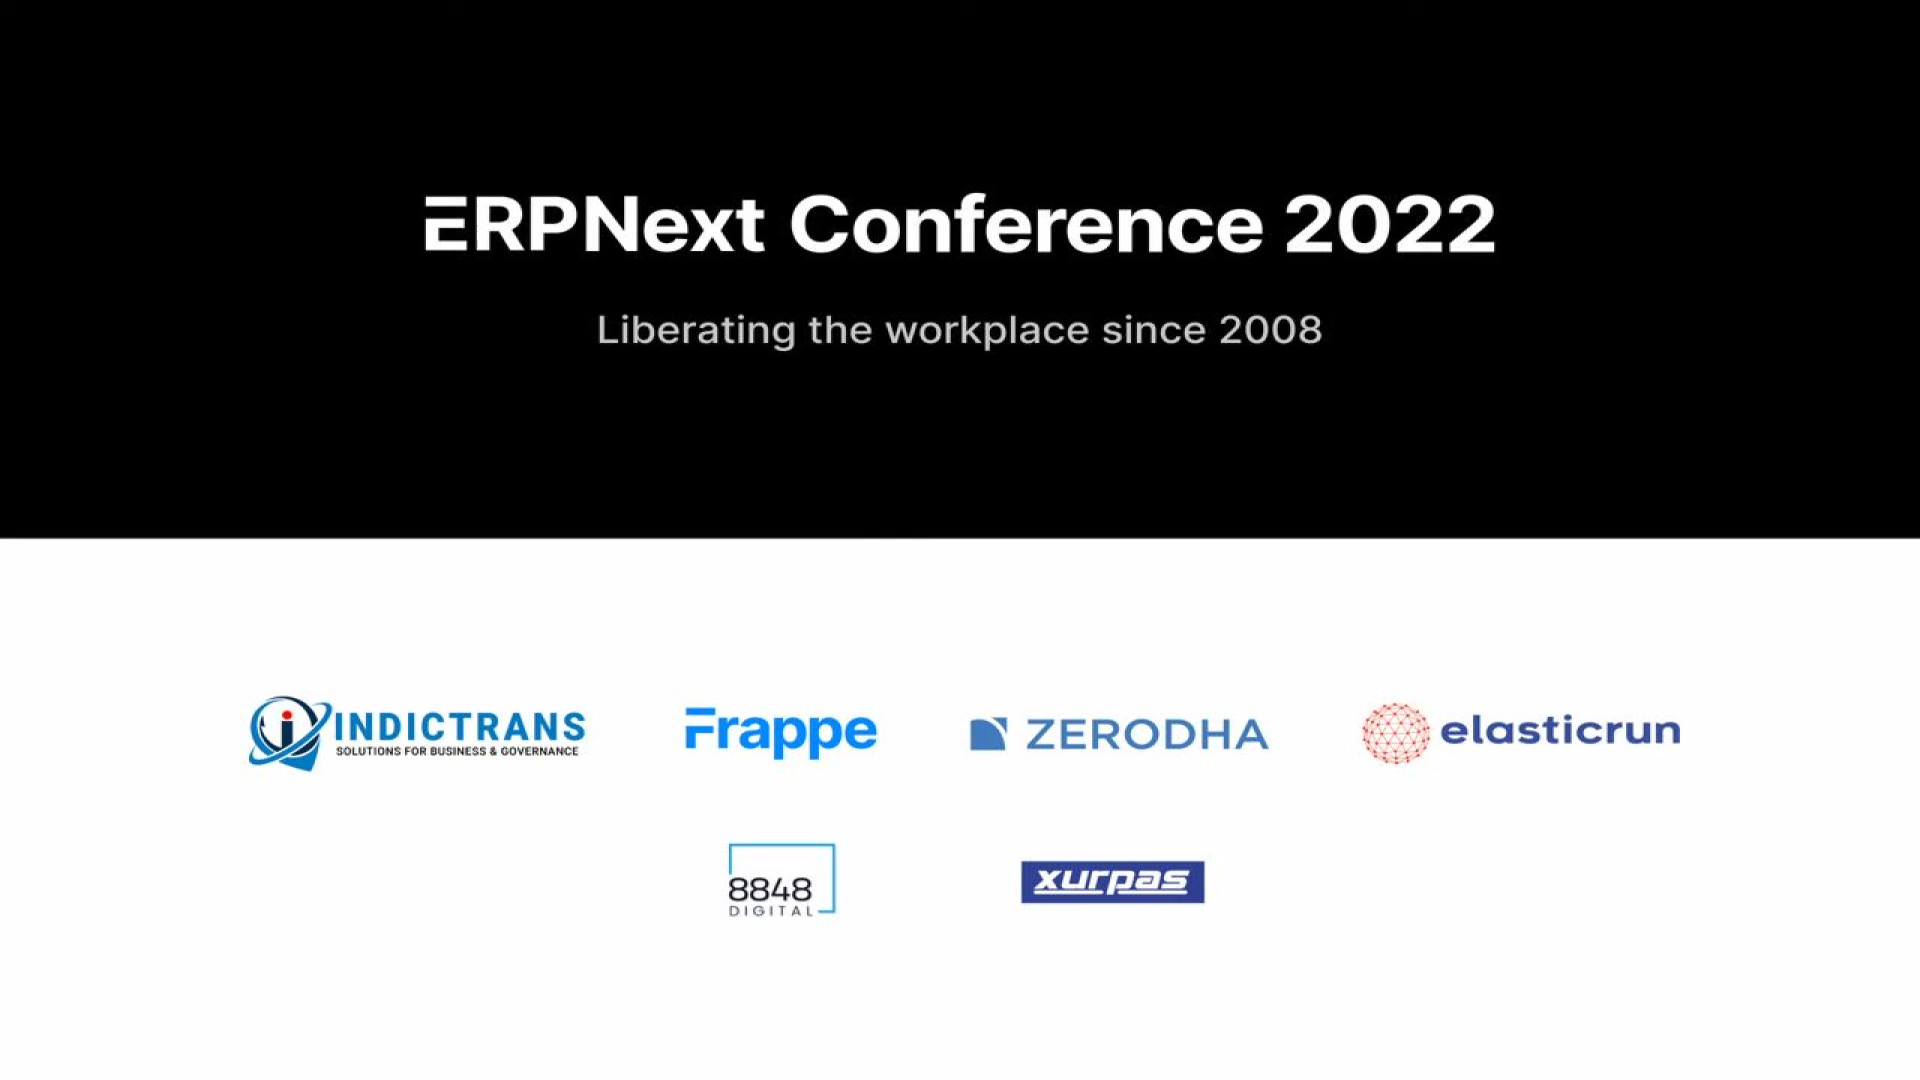 ERPNext Conference 2022
Liberating the workplace since 2008
INDICTRANS
SOLUTIONS FOR BUSINESS & GOVERNANCE
Frappe
ZERODHA
elasticrun
8848
DIGITAL
xurpas